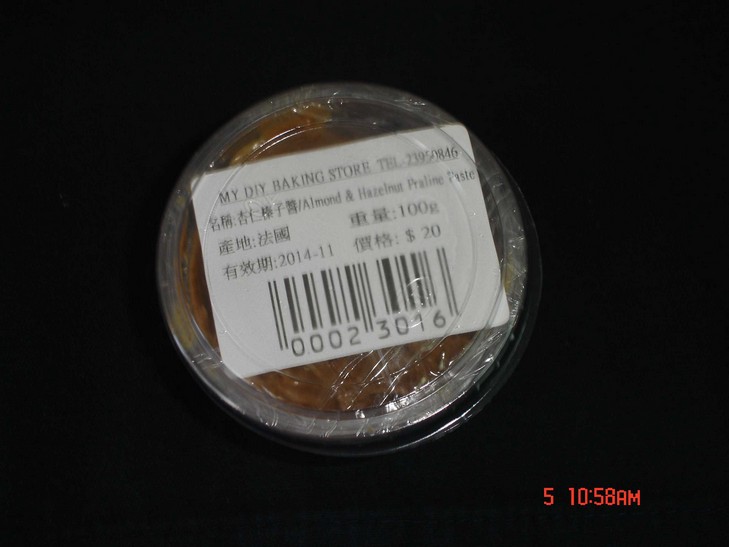 MY DIY BAKING STORE TEL-23950846
名稱:杏仁榛子醬/Almond & Hazelnut Praline Paste
產地:法國 重量:100g
有效期:2014-11 價格: $ 20
00023016
5 10:58AM